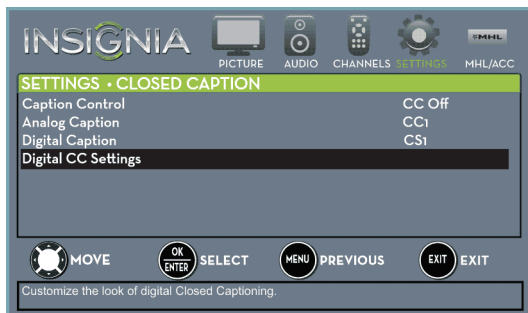 INSIGNIA
PICTURE AUDIO CHANNELS SETTINGS MHL/ACC
MHL
SETTINGS • CLOSED CAPTION
Caption Control CC Off
Analog Caption CC1
Digital Caption CS1
Digital CC Settings
MOVE OK ENTER SELECT MENU PREVIOUS EXIT EXIT
Customize the look of digital Closed Captioning.